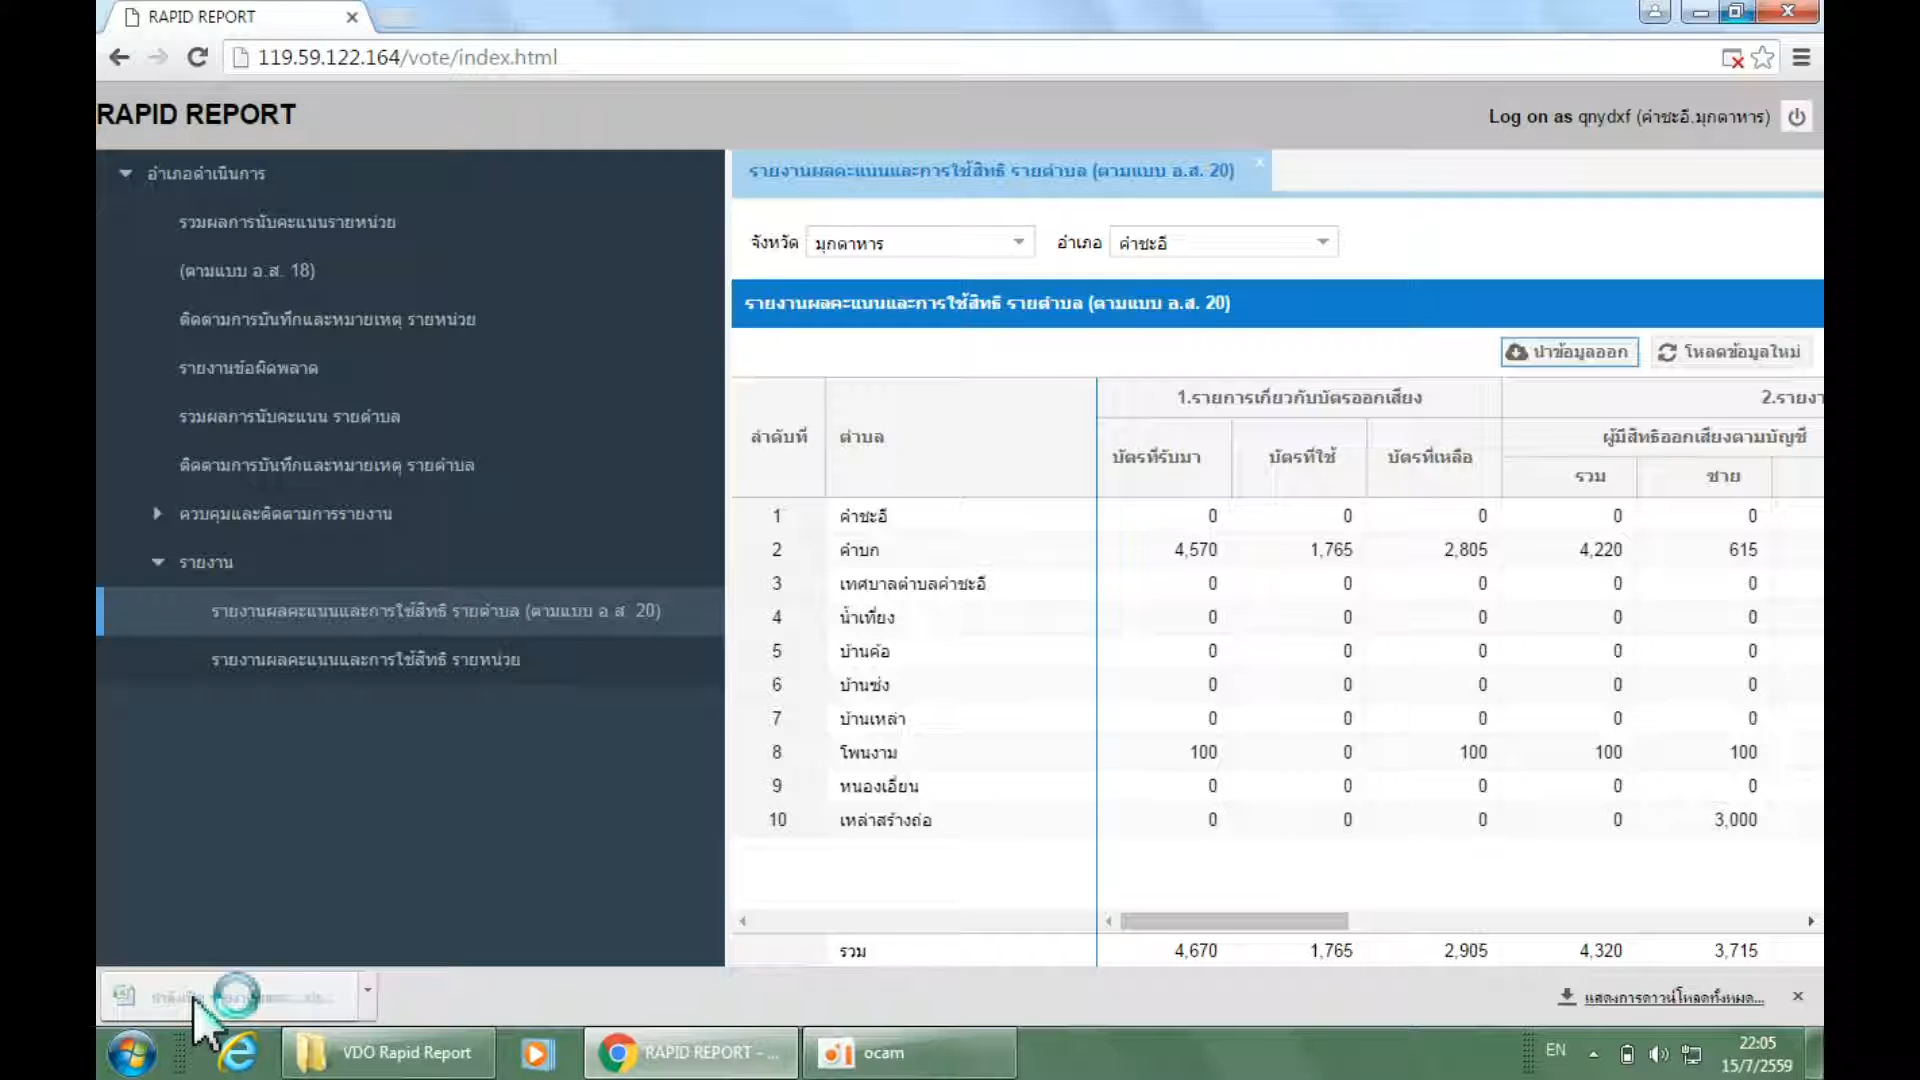 RAPID REPORT
119.59.122.164/vote/index.html
RAPID REPORT
Log on as qnydxf (คำชะอี.มุกดาหาร)
อำเภอดำเนินการ
รวมผลการนับคะแนนรายหน่วย
(ตามแบบ อ.ส. 18)
ติดตามการบันทึกและหมายเหตุ รายหน่วย
รายงานข้อผิดพลาด
รวมผลการนับคะแนน รายตำบล
ติดตามการบันทึกและหมายเหตุ รายตำบล
ควบคุมและติดตามการรายงาน
รายงาน
รายงานผลคะแนนและการใช้สิทธิ รายตำบล (ตามแบบ อ ส 20)
รายงานผลคะแนนและการใช้สิทธิ รายหน่วย
รายงานผลคะแนนและการใช้สิทธิ รายตำบล (ตามแบบ อ.ส. 20)
จังหวัด มุกดาหาร อำเภอ คำชะอี
รายงานผลคะแนนและการใช้สิทธิ รายตำบล (ตามแบบ อ.ส. 20)
นำข้อมูลออก โหลดข้อมูลใหม่
1.รายการเกี่ยวกับบัตรออกเสียง 2.รายงา
ลำดับที่ ตำบล บัตรที่รับมา บัตรที่ใช้ บัตรที่เหลือ ผู้มีสิทธิออกเสียงตามบัญชี
รวม ชาย
1 คำชะอี 0 0 0 0 0
2 คำบก 4,570 1,765 2,805 4,220 615
3 เทศบาลตำบลคำชะอี 0 0 0 0 0
4 น้ำเที่ยง 0 0 0 0 0
5 บ้านค้อ 0 0 0 0 0
6 บ้านซ่ง 0 0 0 0 0
7 บ้านเหล่า 0 0 0 0 0
8 โพนงาม 100 0 100 100 100
9 หนองเอี่ยน 0 0 0 0 0
10 เหล่าสร้างถ่อ 0 0 0 0 3,000
รวม 4,670 1,765 2,905 4,320 3,715
แสดงการดาวน์โหลดทั้งหมด...
VDO Rapid Report
RAPID REPORT - ...
ocam
EN
22:05
15/7/2559